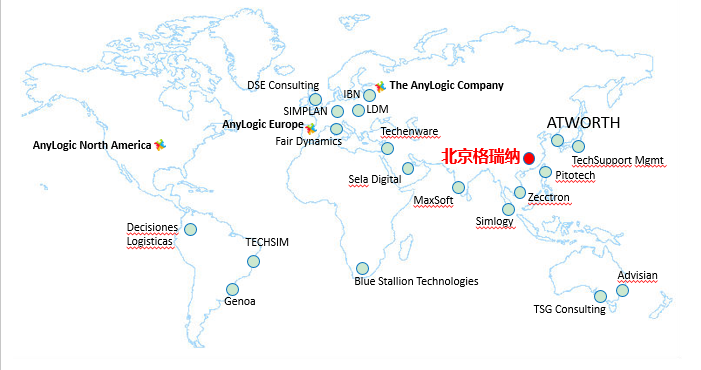 DSE Consulting
IBN
The AnyLogic Company
SIMPLAN
LDM
AnyLogic Europe
Fair Dynamics
Techenware
ATWORTH
AnyLogic North America
北京格瑞纳
TechSupport Mgmt
Sela Digital
Pitotech
MaxSoft
Zecctron
Simlogy
Decisiones
Logisticas
TECHSIM
Blue Stallion Technologies
Advisian
Genoa
TSG Consulting